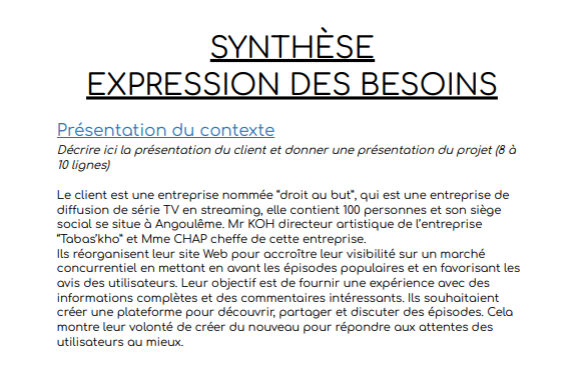 SYNTHÈSE
EXPRESSION DES BESOINS
Présentation du contexte
Décrire ici la présentation du client et donner une présentation du projet (8 à
10 lignes)
Le client est une entreprise nommée “droit au but”, qui est une entreprise de
diffusion de série TV en streaming, elle contient 100 personnes et son siège
social se situe à Angoulême. Mr KOH directeur artistique de l’entreprise
“Tabas’kho” et Mme CHAP cheffe de cette entreprise.
Ils réorganisent leur site Web pour accroître leur visibilité sur un marché
concurrentiel en mettant en avant les épisodes populaires et en favorisant les
avis des utilisateurs. Leur objectif est de fournir une expérience avec des
informations complètes et des commentaires intéressants. Ils souhaitaient
créer une plateforme pour découvrir, partager et discuter des épisodes. Cela
montre leur volonté de créer du nouveau pour répondre aux attentes des
utilisateurs au mieux.